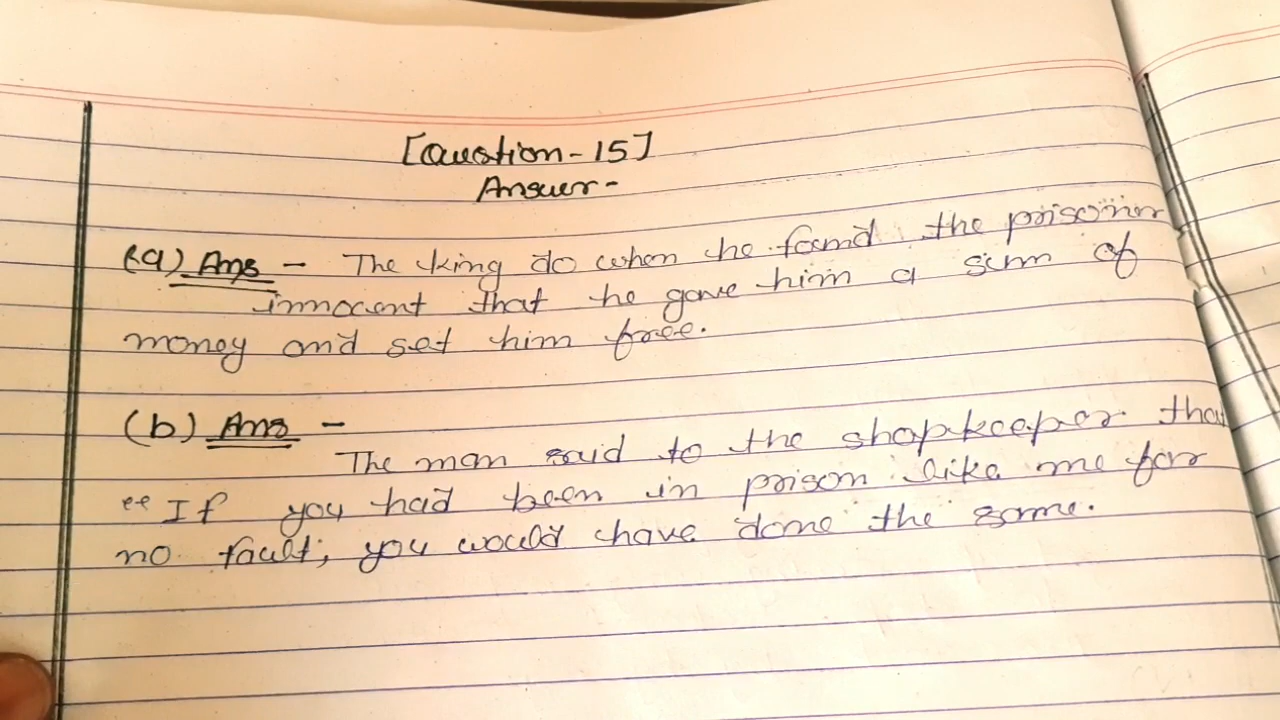 [Question-15]
Answer-
(a) Ans - The king do when he found the prisoner
innocent that he gave him a sum of
money and set him free.
(b) Ans -
The man said to the shopkeeper that
"If you had been in prison like me for
no fault, you would have done the same.